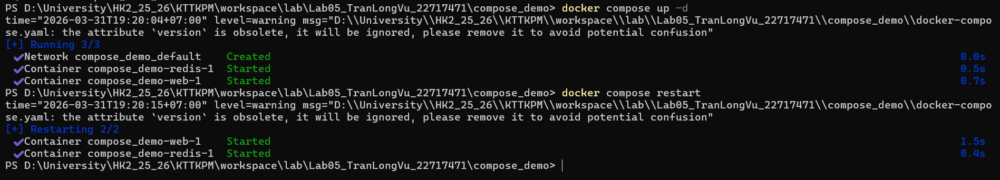 PS D:\University\HK2_25_26\KTTKPM\workspace\lab\Lab05_TranLongVu_22717471\compose_demo> docker compose up -d
time="2026-03-31T19:20:04+07:00" level=warning msg="D:\\University\\HK2_25_26\\KTTKPM\\workspace\\lab\\Lab05_TranLongVu_22717471\\compose_demo\\docker-compo
se.yaml: the attribute `version` is obsolete, it will be ignored, please remove it to avoid potential confusion"
[+] Running 3/3
✔Network compose_demo_default    Created    0.0s
✔Container compose_demo-redis-1  Started    0.5s
✔Container compose_demo-web-1    Started    0.7s
PS D:\University\HK2_25_26\KTTKPM\workspace\lab\Lab05_TranLongVu_22717471\compose_demo> docker compose restart
time="2026-03-31T19:20:15+07:00" level=warning msg="D:\\University\\HK2_25_26\\KTTKPM\\workspace\\lab\\Lab05_TranLongVu_22717471\\compose_demo\\docker-compo
se.yaml: the attribute `version` is obsolete, it will be ignored, please remove it to avoid potential confusion"
[+] Restarting 2/2
✔Container compose_demo-web-1    Started    1.5s
✔Container compose_demo-redis-1  Started    0.4s
PS D:\University\HK2_25_26\KTTKPM\workspace\lab\Lab05_TranLongVu_22717471\compose_demo>